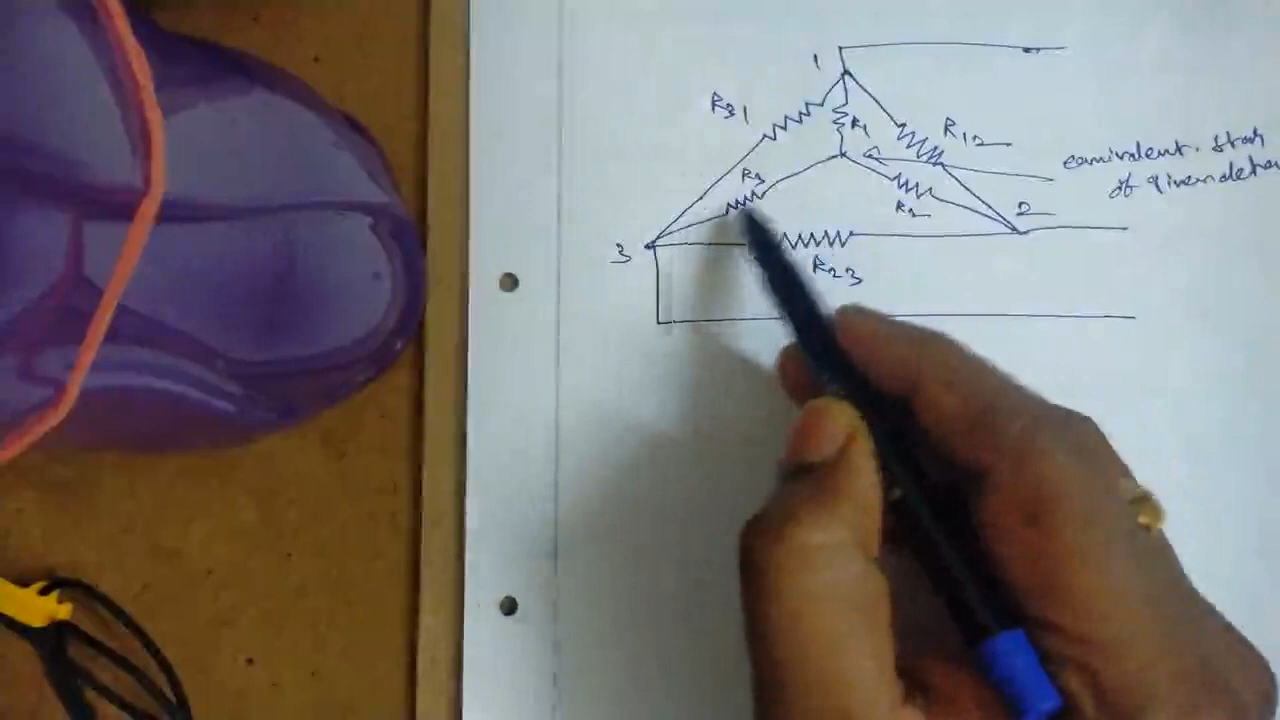 1
R31
R1
R12
equivalent. star
of given delta
R3
R2
2
3
R23